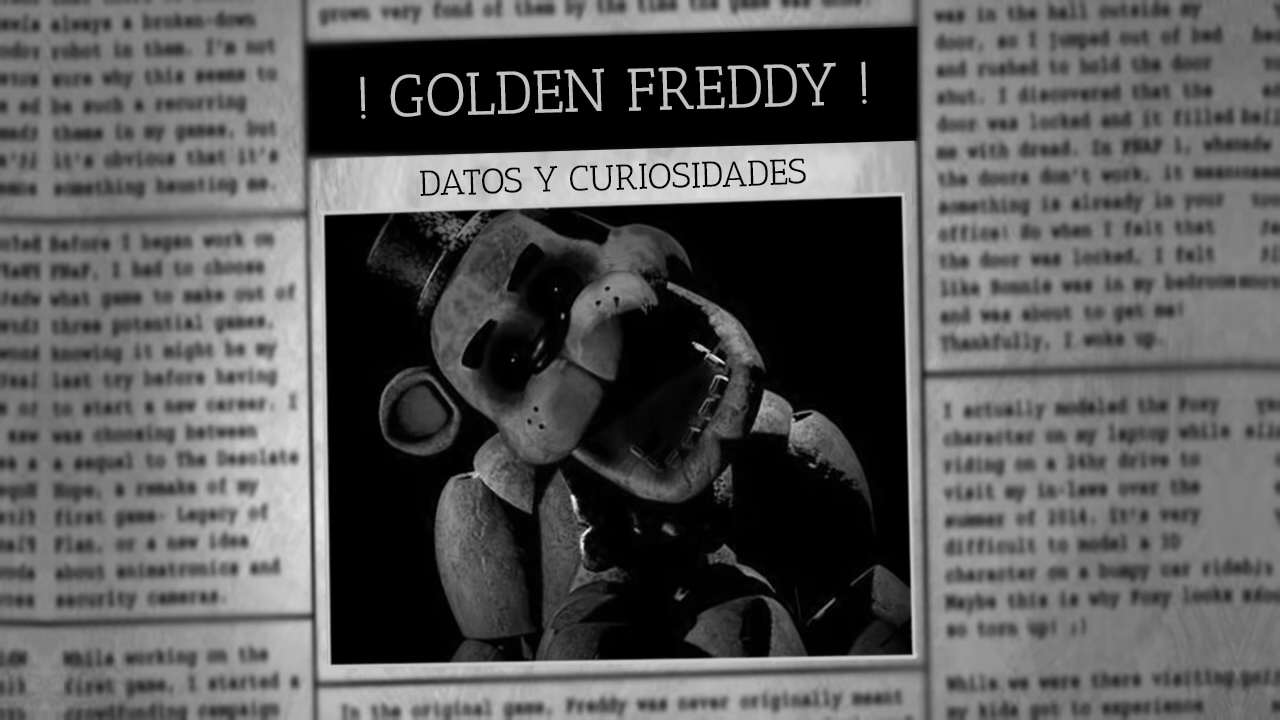 grown very fond of them by the time the game was done!
! GOLDEN FREDDY !
DATOS Y CURIOSIDADES
always a broken-down
robot in them. I'm not
sure why this seems to
be such a recurring
theme in my games, but
it's obvious that it's
something haunting me.
Before I began work on
FNaF, I had to choose
what game to make out of
three potential games,
knowing it might be my
last try before having
to start a new career. I
was choosing between
a sequel to The Desolate
Hope, a remake of my
first game- Legacy of
Flan, or a new idea
about animatronics and
security cameras.
While working on the
first game, I started a
crowdfunding campaign
In the original game, Freddy was never originally meant
was in the hall outside my
door, so I jumped out of bed
and rushed to hold the door
shut. I discovered that the
door was locked and it filled
me with dread. In FNAF 1, when
the doors don't work, it means
something is already in your
office! So when I felt that
the door was locked, I felt
like Bonnie was in my bedroom
and was about to get me!
Thankfully, I woke up.
I actually modeled the Foxy
character on my laptop while
riding on a 24hr drive to
visit my in-laws over the
summer of 2014. It's very
difficult to model a 3D
character on a bumpy car ride
Maybe this is why Foxy looks
so torn up! ;)
While we were there visiting,
my kids got to experience